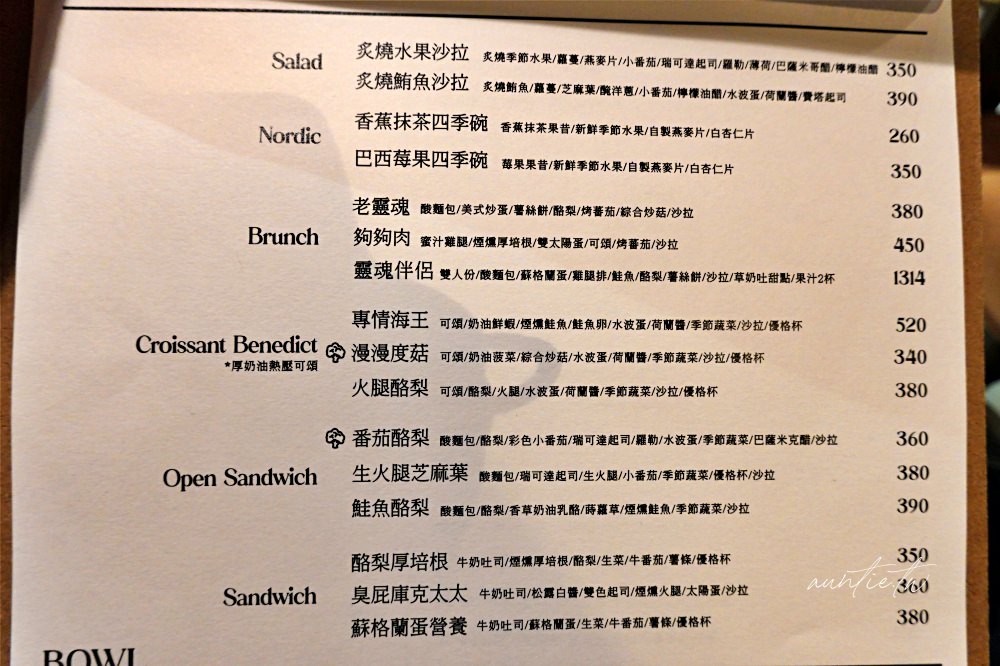 Salad
炙燒水果沙拉 炙燒季節水果/蘿蔓/燕麥片/小番茄/瑞可達起司/羅勒/薄荷/巴薩米哥醋/檸檬油醋 350
炙燒鮪魚沙拉 炙燒鮪魚/蘿蔓/芝麻葉/醃洋蔥/小番茄/檸檬油醋/水波蛋/荷蘭醬/費塔起司 390
Nordic
香蕉抹茶四季碗 香蕉抹茶果昔/新鮮季節水果/自製燕麥片/白杏仁片 260
巴西莓果四季碗 莓果果昔/新鮮季節水果/自製燕麥片/白杏仁片 350
Brunch
老靈魂 酸麵包/美式炒蛋/薯絲餅/酪梨/烤蕃茄/綜合炒菇/沙拉 380
夠夠肉 蜜汁雞腿/煙燻厚培根/雙太陽蛋/可頌/烤蕃茄/沙拉 450
靈魂伴侶 雙人份/酸麵包/蘇格蘭蛋/雞腿排/鮭魚/酪梨/薯絲餅/沙拉/草奶吐甜點/果汁2杯 1314
Croissant Benedict
*厚奶油熱壓可頌
專情海王 可頌/奶油鮮蝦/煙燻鮭魚/鮭魚卵/水波蛋/荷蘭醬/季節蔬菜/沙拉/優格杯 520
漫漫度菇 可頌/奶油菠菜/綜合炒菇/水波蛋/荷蘭醬/季節蔬菜/沙拉/優格杯 340
火腿酪梨 可頌/酪梨/火腿/水波蛋/荷蘭醬/季節蔬菜/沙拉/優格杯 380
Open Sandwich
番茄酪梨 酸麵包/酪梨/彩色小番茄/瑞可達起司/羅勒/水波蛋/季節蔬菜/巴薩米克醋/沙拉 360
生火腿芝麻葉 酸麵包/瑞可達起司/生火腿/小番茄/季節蔬菜/優格杯/沙拉 380
鮭魚酪梨 酸麵包/酪梨/香草奶油乳酪/蒔蘿草/煙燻鮭魚/季節蔬菜/沙拉 390
Sandwich
酪梨厚培根 牛奶吐司/煙燻厚培根/酪梨/生菜/牛番茄/薯條/優格杯 350
臭屁庫克太太 牛奶吐司/松露白醬/雙色起司/煙燻火腿/太陽蛋/沙拉 360
蘇格蘭蛋營養 牛奶吐司/蘇格蘭蛋/生菜/牛番茄/薯條/優格杯 380
BOWL